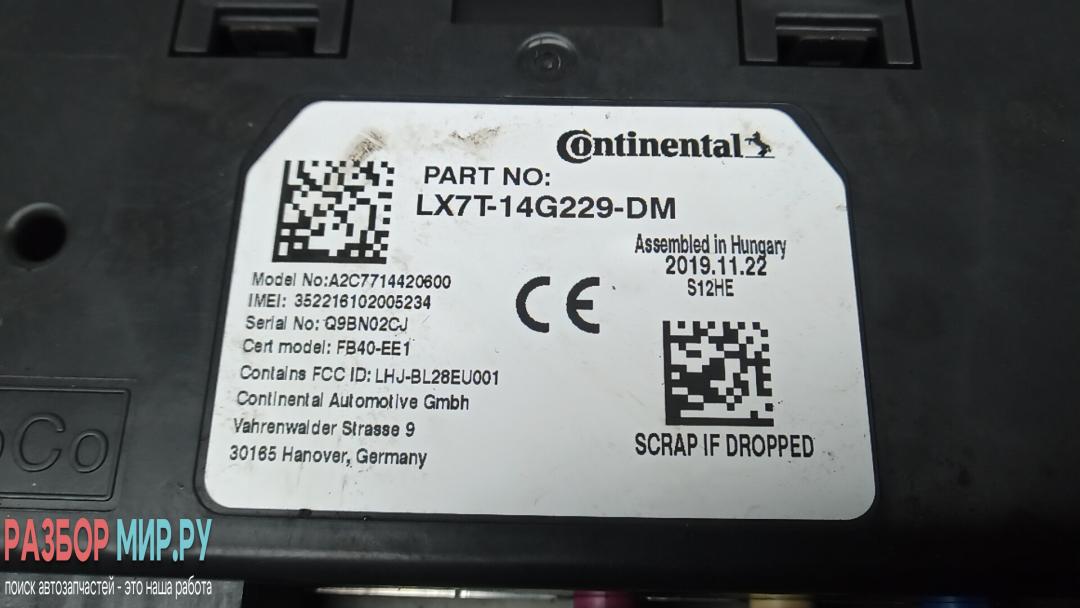 Continental
PART NO:
LX7T-14G229-DM
Assembled in Hungary
2019.11.22
S12HE
Model No:A2C7714420600
IMEI: 352216102005234
Serial No: Q9BN02CJ
Cert model: FB40-EE1
Contains FCC ID: LHJ-BL28EU001
Continental Automotive Gmbh
Vahrenwalder Strasse 9
30165 Hanover, Germany
CE
SCRAP IF DROPPED
РАЗБОР МИР.РУ
поиск автозапчастей - это наша работа